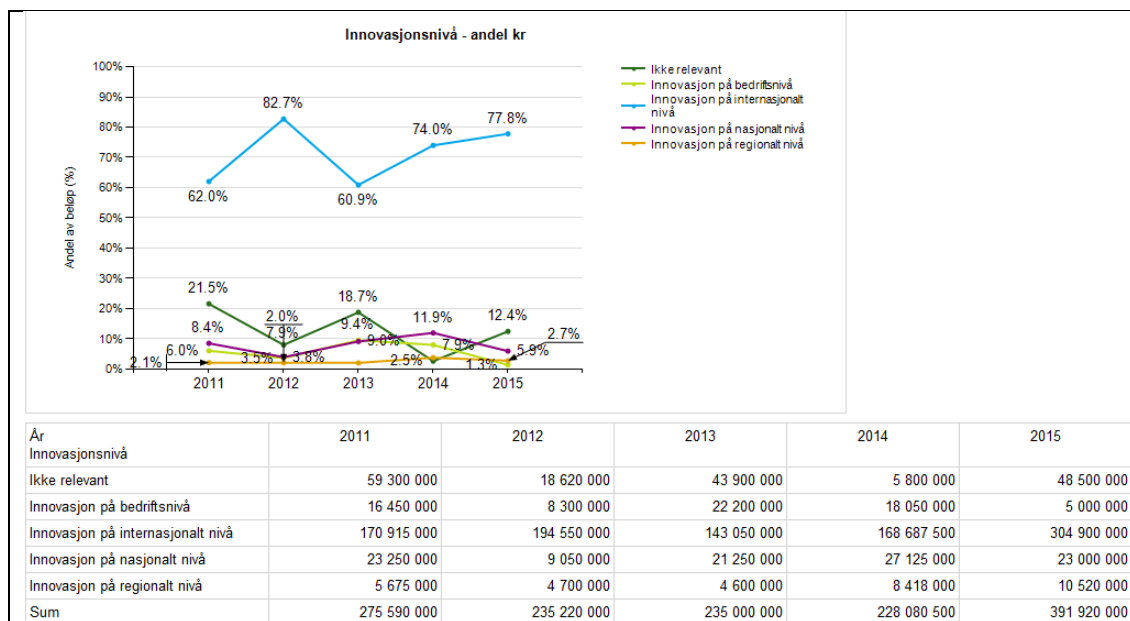 Innovasjonsnivå - andel kr
Andel av beløp (%)
100%
90%
80%
70%
60%
50%
40%
30%
20%
10%
0%
62.0%
82.7%
60.9%
74.0%
77.8%
21.5%
2.0%
7.9%
18.7%
12.4%
8.4%
9.4%
11.9%
9.0%
7.9%
2.7%
6.0%
5.9%
2.1%
3.5%
3.8%
2.5%
1.3%
2011
2012
2013
2014
2015
Ikke relevant
Innovasjon på bedriftsnivå
Innovasjon på internasjonalt
nivå
Innovasjon på nasjonalt nivå
Innovasjon på regionalt nivå
År 2011 2012 2013 2014 2015
Innovasjonsnivå
Ikke relevant 59 300 000 18 620 000 43 900 000 5 800 000 48 500 000
Innovasjon på bedriftsnivå 16 450 000 8 300 000 22 200 000 18 050 000 5 000 000
Innovasjon på internasjonalt nivå 170 915 000 194 550 000 143 050 000 168 687 500 304 900 000
Innovasjon på nasjonalt nivå 23 250 000 9 050 000 21 250 000 27 125 000 23 000 000
Innovasjon på regionalt nivå 5 675 000 4 700 000 4 600 000 8 418 000 10 520 000
Sum 275 590 000 235 220 000 235 000 000 228 080 500 391 920 000